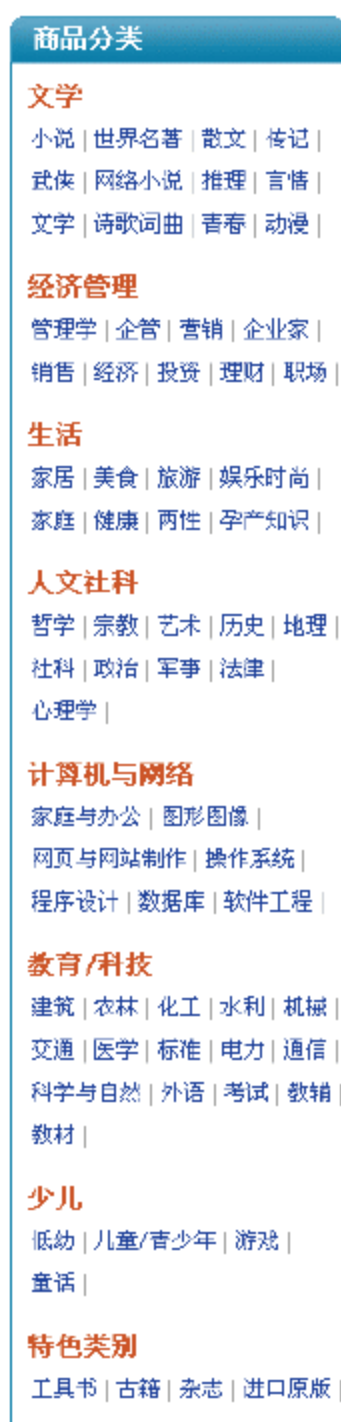 商品分类
文学
小说 | 世界名著 | 散文 | 传记 |
武侠 | 网络小说 | 推理 | 言情 |
文学 | 诗歌词曲 | 青春 | 动漫 |
经济管理
管理学 | 企管 | 营销 | 企业家 |
销售 | 经济 | 投资 | 理财 | 职场 |
生活
家居 | 美食 | 旅游 | 娱乐时尚 |
家庭 | 健康 | 两性 | 孕产知识 |
人文社科
哲学 | 宗教 | 艺术 | 历史 | 地理 |
社科 | 政治 | 军事 | 法律 |
心理学 |
计算机与网络
家庭与办公 | 图形图像 |
网页与网站制作 | 操作系统 |
程序设计 | 数据库 | 软件工程 |
教育/科技
建筑 | 农林 | 化工 | 水利 | 机械 |
交通 | 医学 | 标准 | 电力 | 通信 |
科学与自然 | 外语 | 考试 | 教辅 |
教材 |
少儿
低幼 | 儿童/青少年 | 游戏 |
童话 |
特色类别
工具书 | 古籍 | 杂志 | 进口原版 |